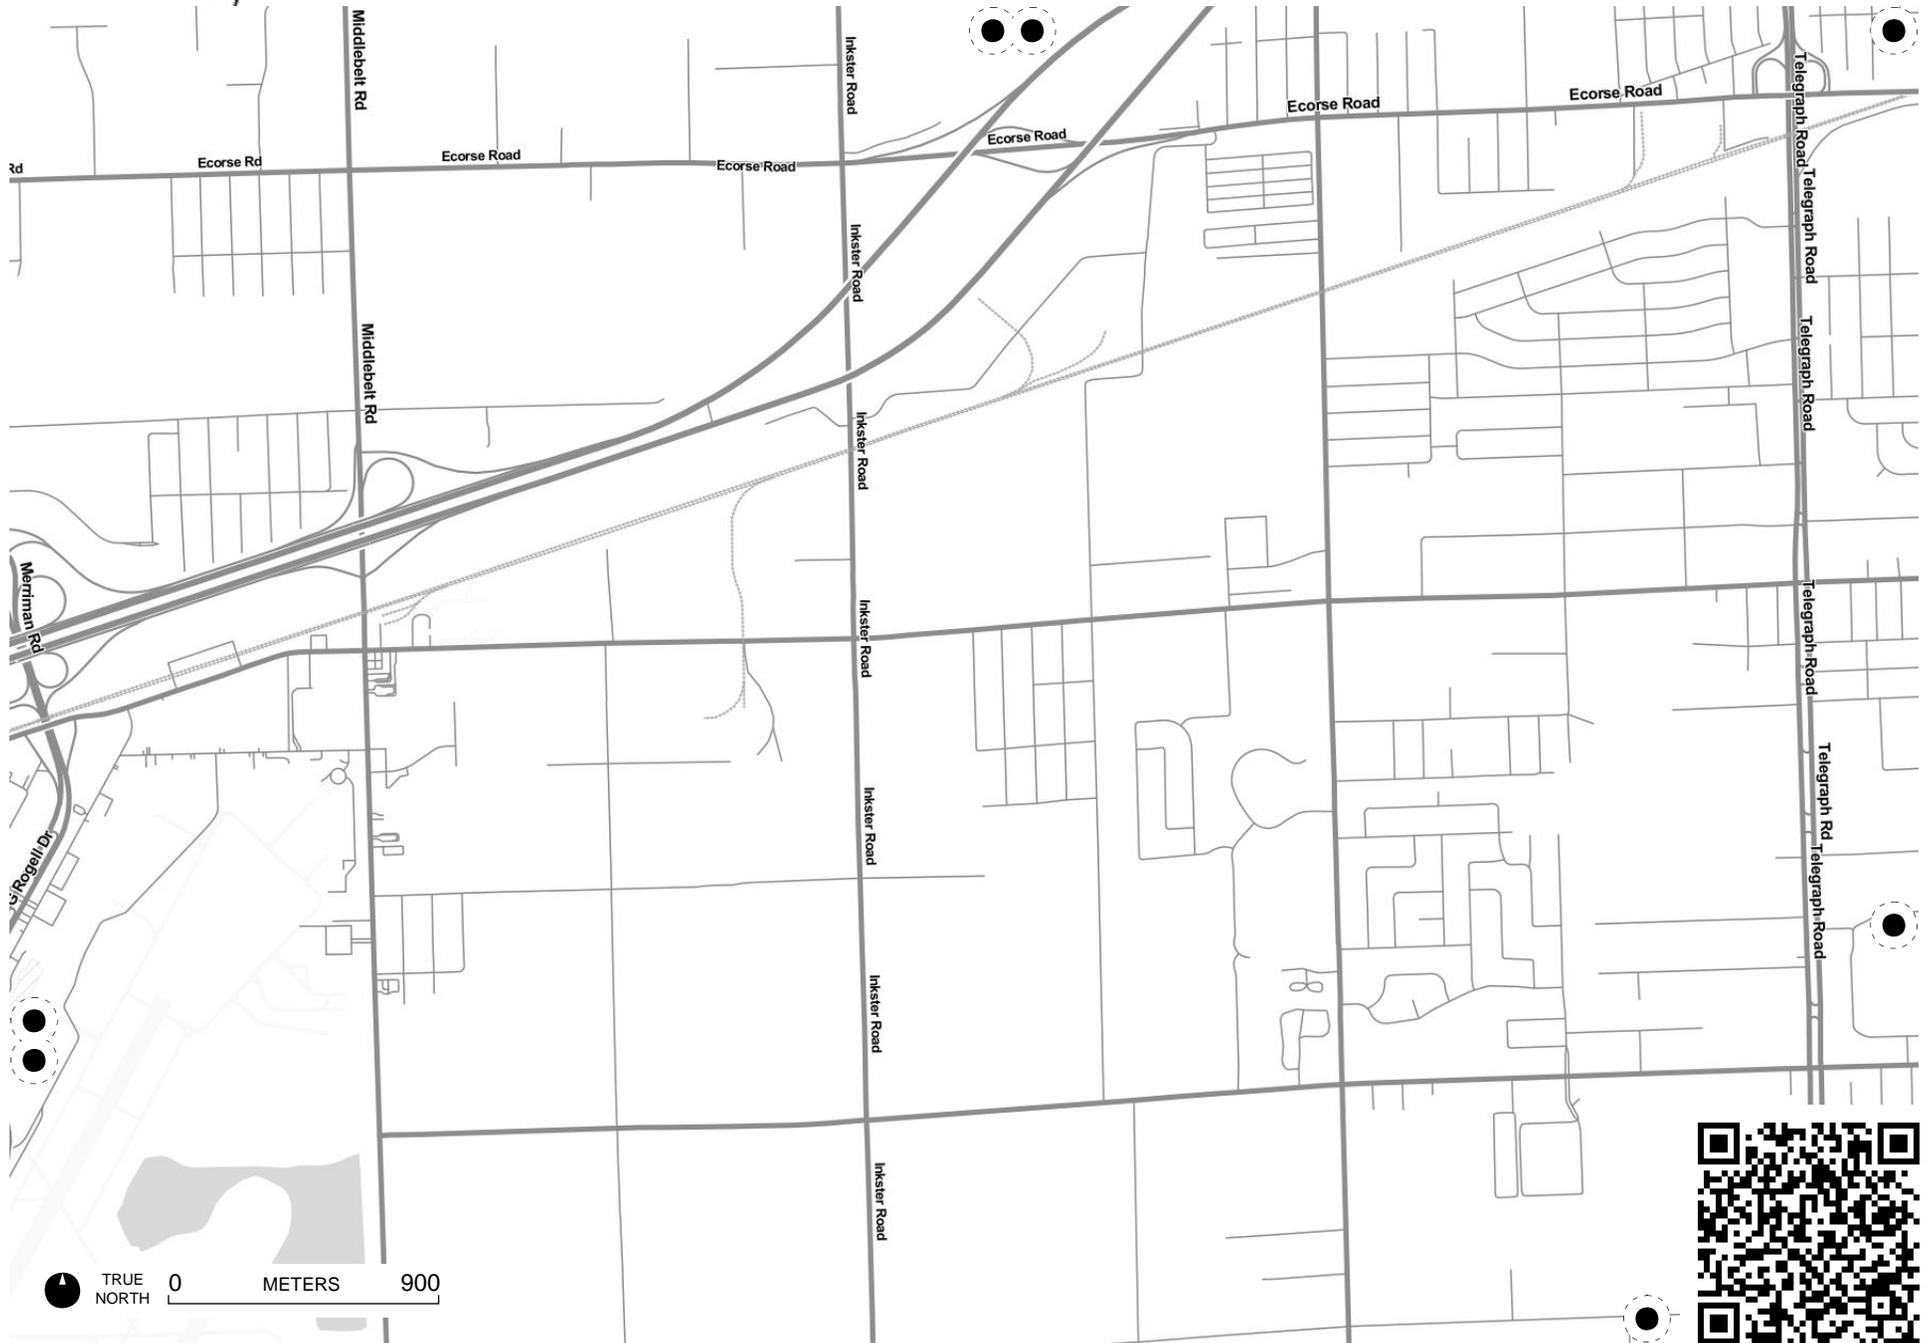 Middlebelt Rd
Inkster Road
Telegraph Road
Ecorse Road
Ecorse Road
Ecorse Road
Ecorse Road
Ecorse Rd
Ecorse Road
Rd
Telegraph Road
Inkster Road
Middlebelt Rd
Telegraph Road
Inkster Road
Merriman Rd
Inkster Road
Telegraph Road
Telegraph Rd
Inkster Road
G Rogell Dr
Telegraph Road
Inkster Road
Inkster Road
TRUE
NORTH
0 METERS 900